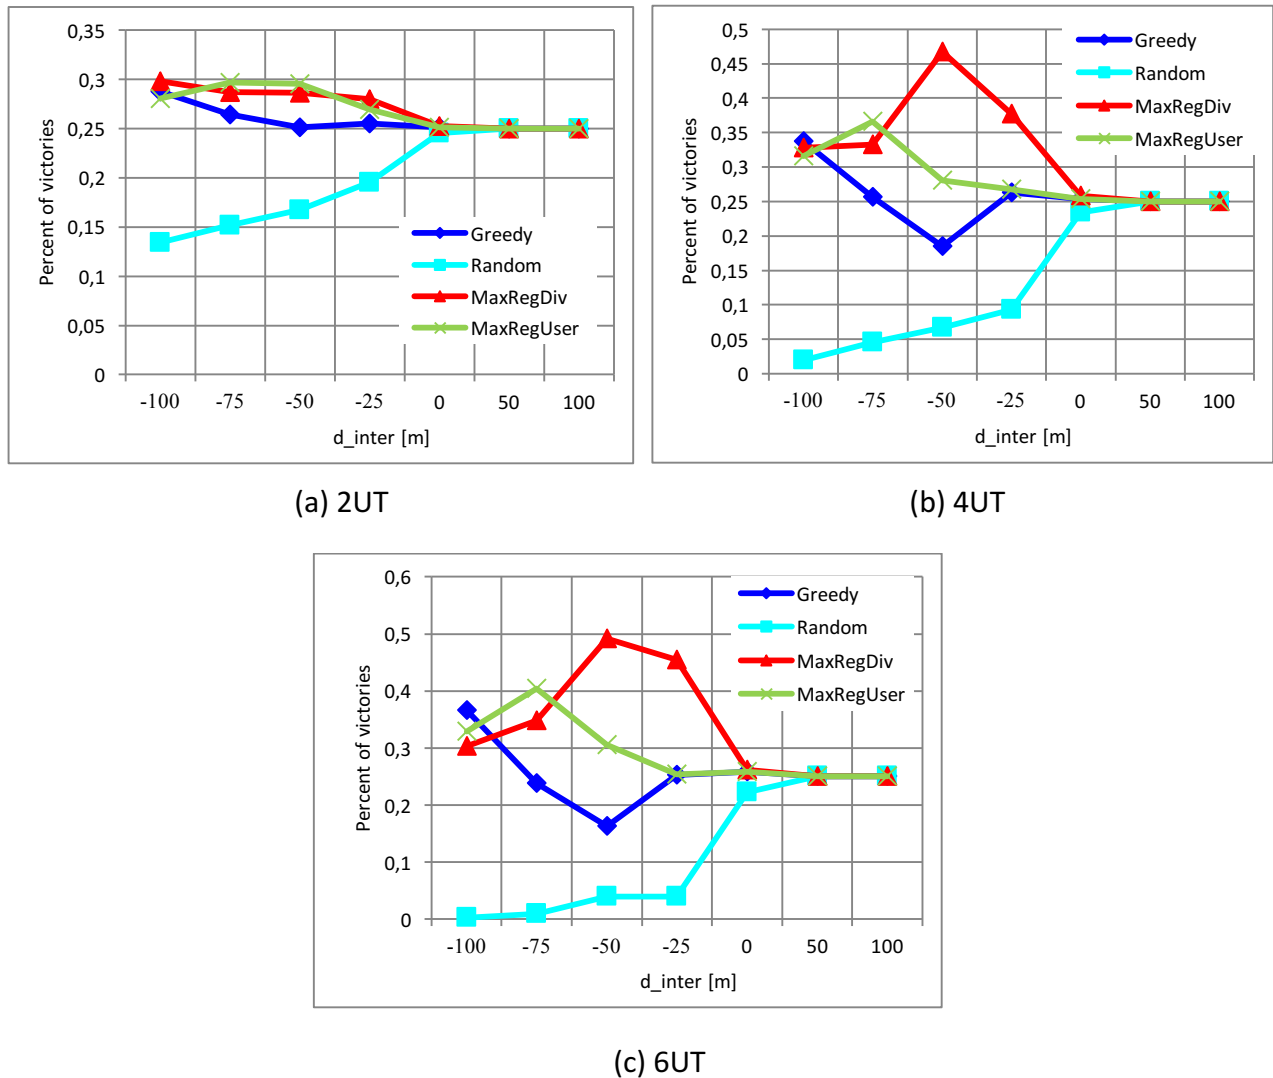 0,35
0,3
0,25
0,2
0,15
0,1
0,05
0
Percent of victories
-100 -75 -50 -25 0 50 100
d_inter [m]
Greedy
Random
MaxRegDiv
MaxRegUser
(a) 2UT
0,5
0,45
0,4
0,35
0,3
0,25
0,2
0,15
0,1
0,05
0
Percent of victories
-100 -75 -50 -25 0 50 100
d_inter [m]
Greedy
Random
MaxRegDiv
MaxRegUser
(b) 4UT
0,6
0,5
0,4
0,3
0,2
0,1
0
Percent of victories
-100 -75 -50 -25 0 50 100
d_inter [m]
Greedy
Random
MaxRegDiv
MaxRegUser
(c) 6UT